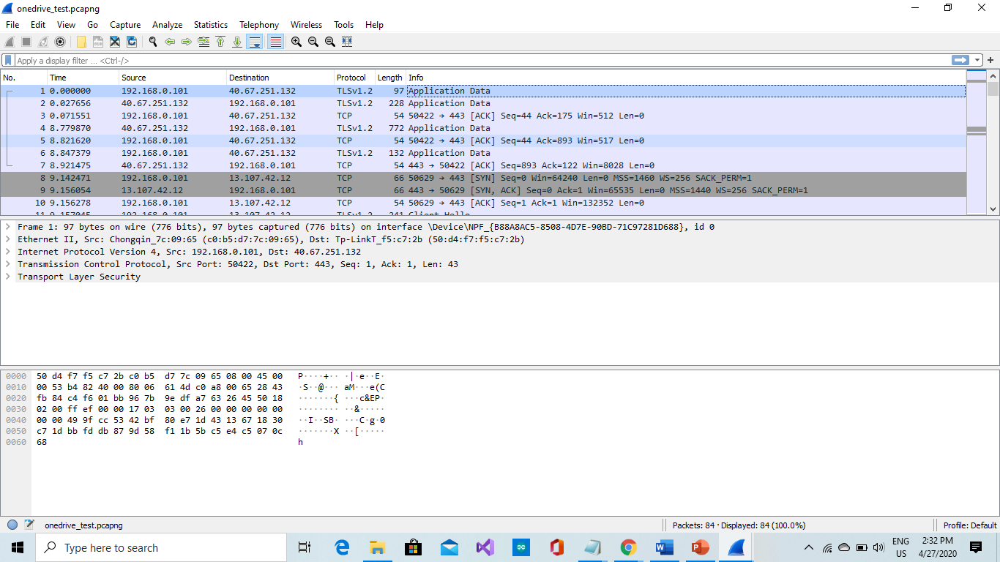 onedrive_test.pcapng
File Edit View Go Capture Analyze Statistics Telephony Wireless Tools Help
Apply a display filter ... <Ctrl-/>
No. Time Source Destination Protocol Length Info
1 0.000000 192.168.0.101 40.67.251.132 TLSv1.2 97 Application Data
2 0.027656 40.67.251.132 192.168.0.101 TLSv1.2 228 Application Data
3 0.071551 192.168.0.101 40.67.251.132 TCP 54 50422 → 443 [ACK] Seq=44 Ack=175 Win=512 Len=0
4 8.779870 40.67.251.132 192.168.0.101 TLSv1.2 772 Application Data
5 8.821620 192.168.0.101 40.67.251.132 TCP 54 50422 → 443 [ACK] Seq=44 Ack=893 Win=517 Len=0
6 8.847379 192.168.0.101 40.67.251.132 TLSv1.2 132 Application Data
7 8.921475 40.67.251.132 192.168.0.101 TCP 54 443 → 50422 [ACK] Seq=893 Ack=122 Win=8028 Len=0
8 9.142471 192.168.0.101 13.107.42.12 TCP 66 50629 → 443 [SYN] Seq=0 Win=64240 Len=0 MSS=1460 WS=256 SACK_PERM=1
9 9.156054 13.107.42.12 192.168.0.101 TCP 66 443 → 50629 [SYN, ACK] Seq=0 Ack=1 Win=65535 Len=0 MSS=1440 WS=256 SACK_PERM=1
10 9.156278 192.168.0.101 13.107.42.12 TCP 54 50629 → 443 [ACK] Seq=1 Ack=1 Win=132352 Len=0
11 9.157045 192.168.0.101 13.107.42.12 TLSv1.2 241 Client Hello
Frame 1: 97 bytes on wire (776 bits), 97 bytes captured (776 bits) on interface \Device\NPF_{B88A8AC5-8508-4D7E-90BD-71C97281D688}, id 0
Ethernet II, Src: Chongqin_7c:09:65 (c0:b5:d7:7c:09:65), Dst: Tp-LinkT_f5:c7:2b (50:d4:f7:f5:c7:2b)
Internet Protocol Version 4, Src: 192.168.0.101, Dst: 40.67.251.132
Transmission Control Protocol, Src Port: 50422, Dst Port: 443, Seq: 1, Ack: 1, Len: 43
Transport Layer Security
0000 50 d4 f7 f5 c7 2b c0 b5 d7 7c 09 65 08 00 45 00 P····+·· ·|·e··E·
0010 00 53 b4 82 40 00 80 06 61 4d c0 a8 00 65 28 43 ·S··@··· aM···e(C
0020 fb 84 c4 f6 01 bb 96 7b 9e df a7 63 26 45 50 18 ·······{ ···c&EP·
0030 02 00 ff ef 00 00 17 03 03 00 26 00 00 00 00 00 ········ ··&·····
0040 00 00 49 9f cc 53 42 bf 80 e7 1d 43 13 67 18 30 ··I··SB· ···C·g·0
0050 c7 1d bb fd db 87 9d 58 f1 1b 5b c5 e4 c5 07 0c ·······X ··[·····
0060 68 h
onedrive_test.pcapng Packets: 84 · Displayed: 84 (100.0%) Profile: Default
Type here to search
ENG
US
2:32 PM
4/27/2020